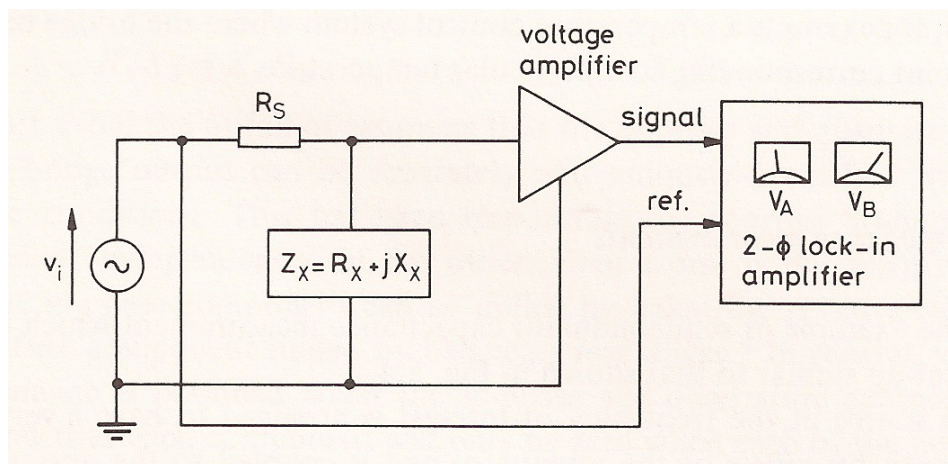 voltage
amplifier
R_S
signal
V_A V_B
ref.
2-ϕ lock-in
amplifier
v_i
Z_X = R_X + jX_X